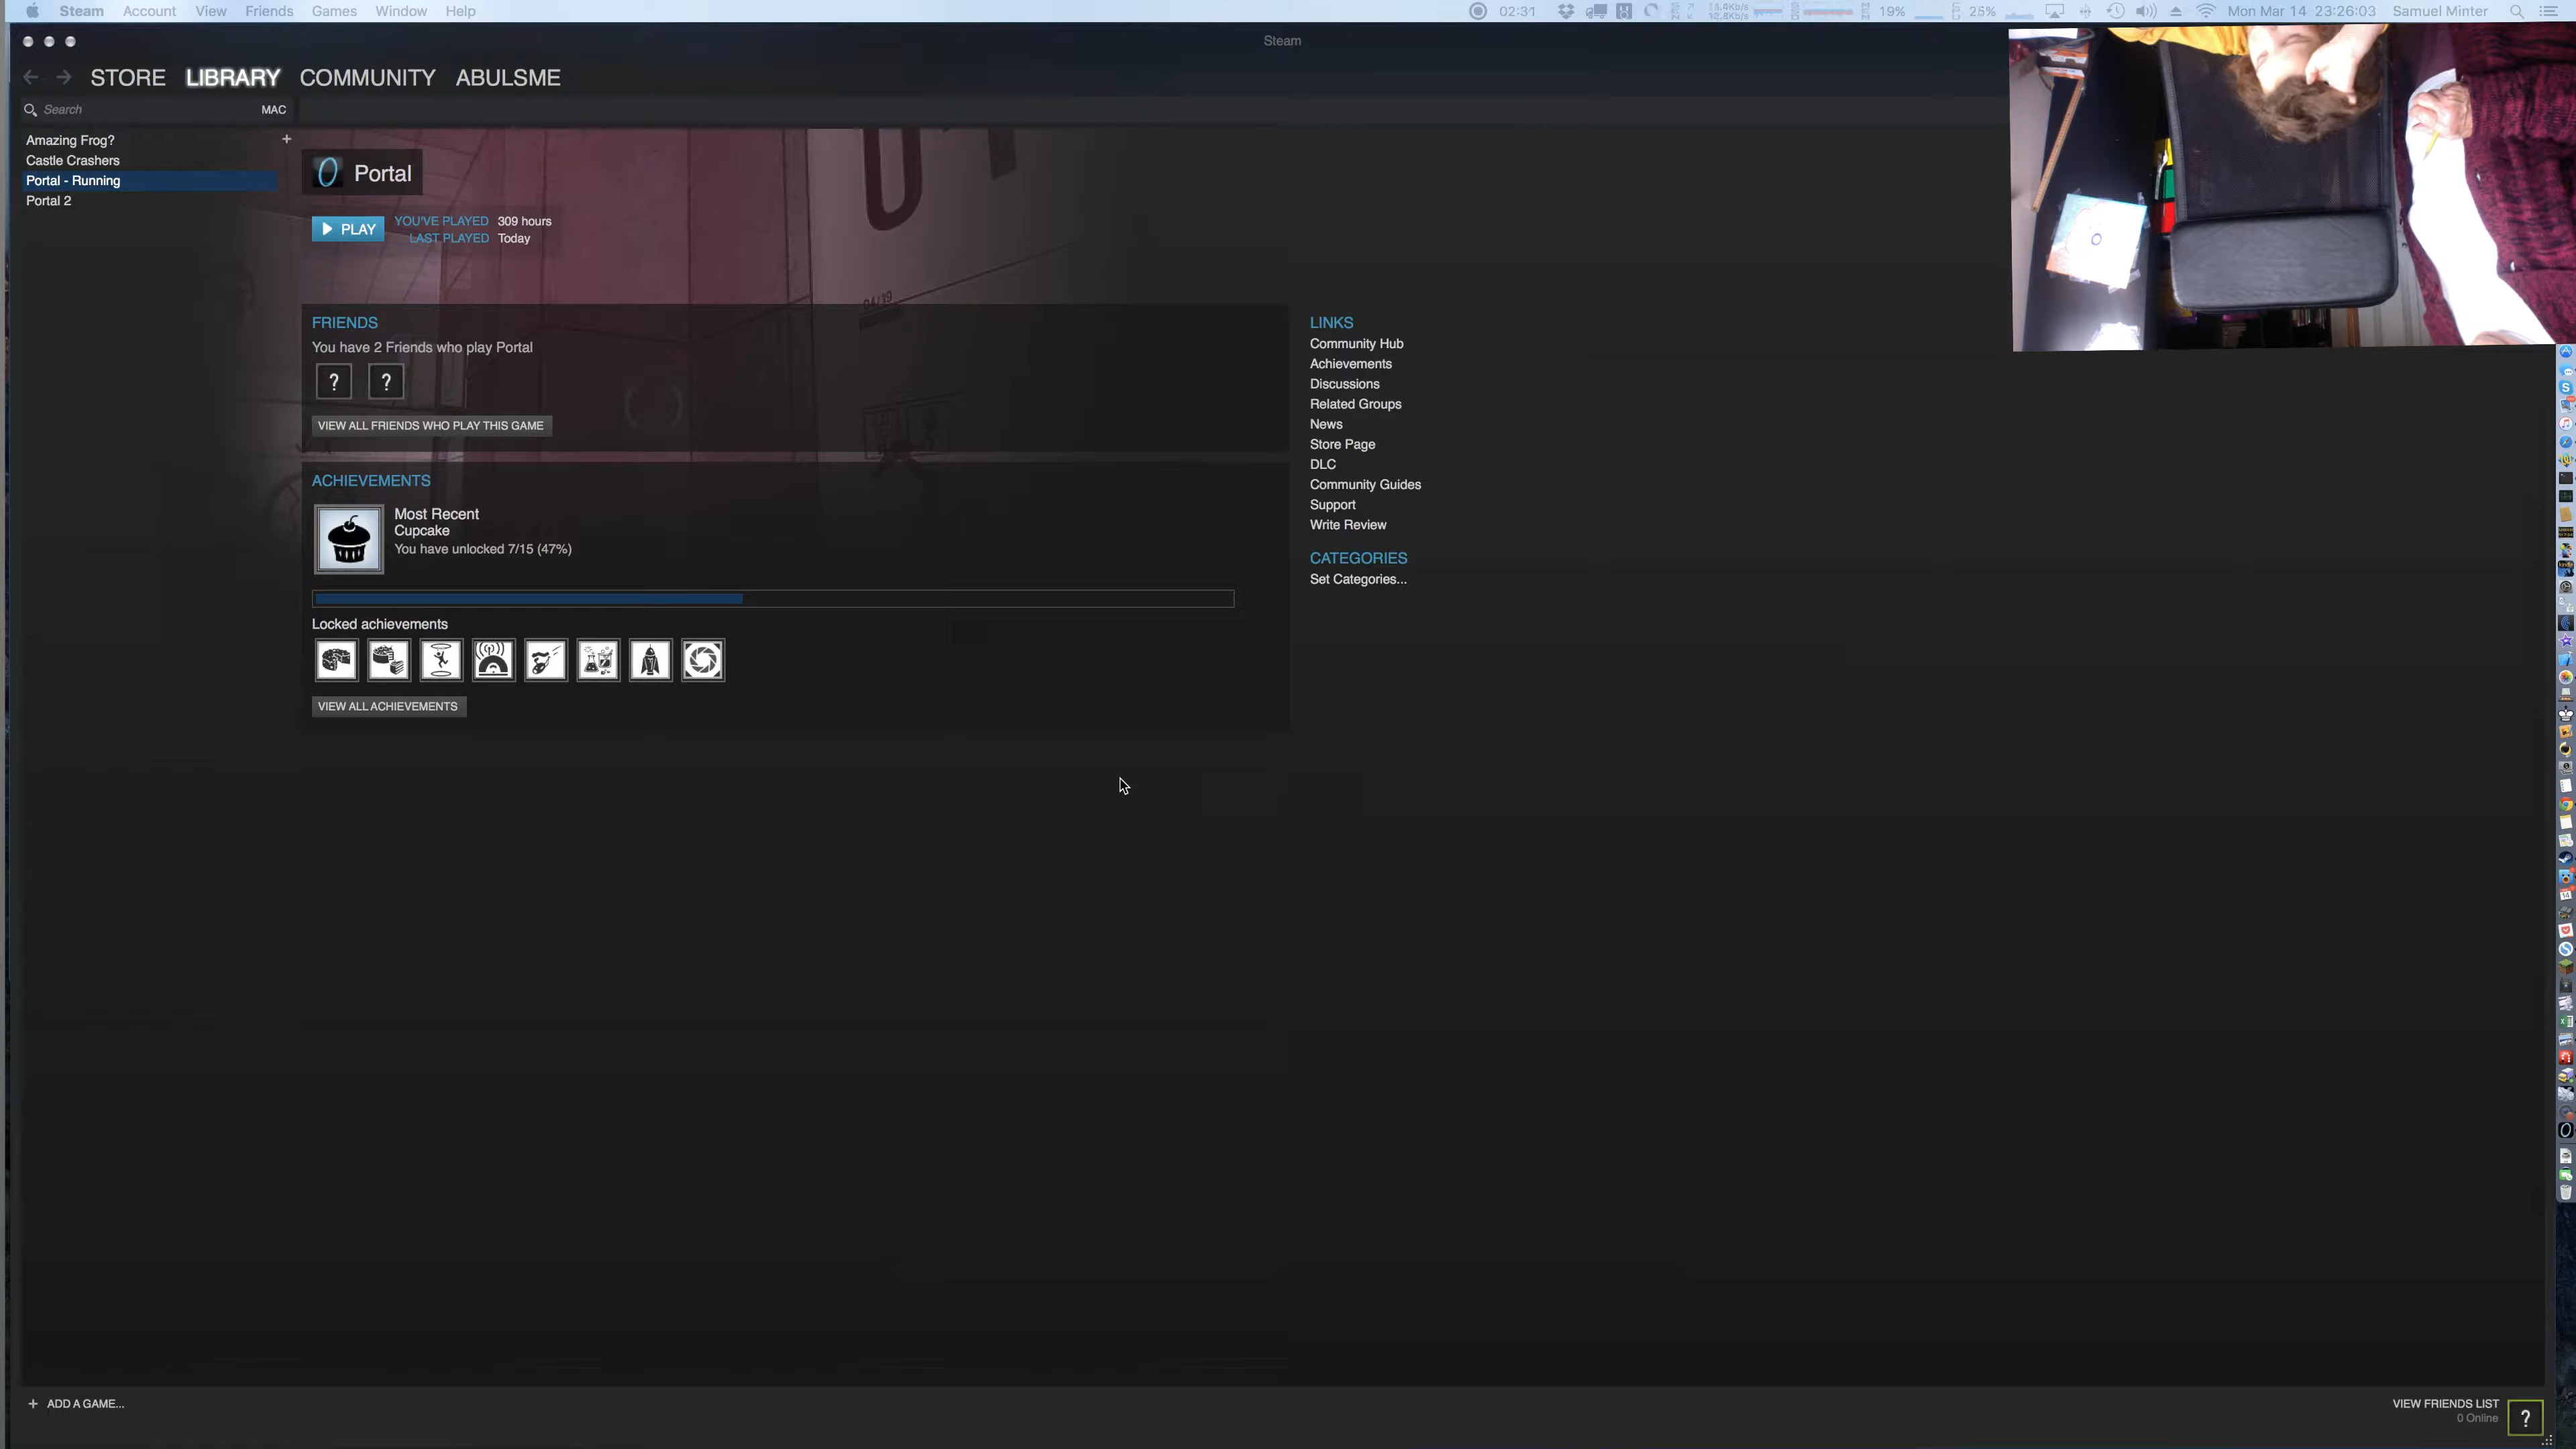 Steam Account View Friends Games Window Help 02:31 19% 25% Mon Mar 14 23:26:03 Samuel Minter
Steam
STORE LIBRARY COMMUNITY ABULSME
Search MAC
Amazing Frog? +
Castle Crashers
Portal - Running
Portal 2
Portal
PLAY
YOU'VE PLAYED 309 hours
LAST PLAYED Today
FRIENDS
You have 2 Friends who play Portal
? ?
VIEW ALL FRIENDS WHO PLAY THIS GAME
ACHIEVEMENTS
Most Recent
Cupcake
You have unlocked 7/15 (47%)
Locked achievements
VIEW ALL ACHIEVEMENTS
LINKS
Community Hub
Achievements
Discussions
Related Groups
News
Store Page
DLC
Community Guides
Support
Write Review
CATEGORIES
Set Categories...
+ ADD A GAME...
VIEW FRIENDS LIST
0 Online
?